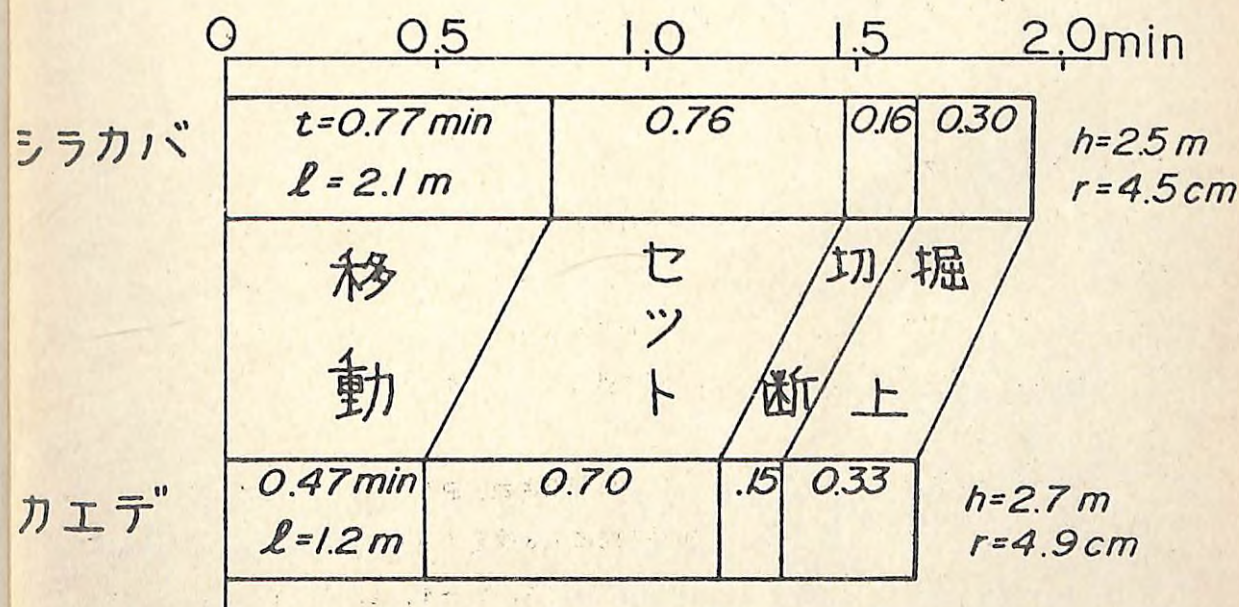 0 0.5 1.0 1.5 2.0min
シラカバ t=0.77min 0.76 0.16 0.30 h=2.5m
ℓ=2.1m r=4.5cm
移動 セット 切断 掘上
カエデ 0.47min 0.70 .15 0.33 h=2.7m
ℓ=1.2m r=4.9cm